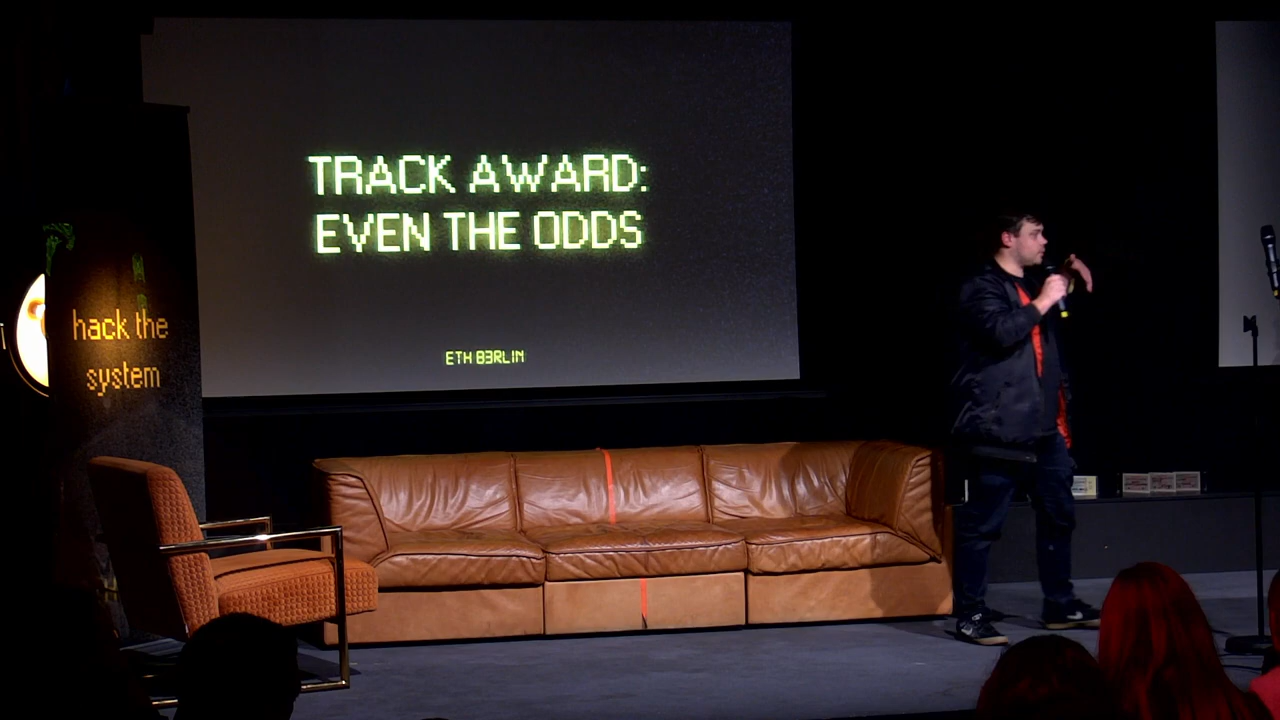 TRACK AWARD:
EVEN THE ODDS
ETH B3RLIN
hack the
system